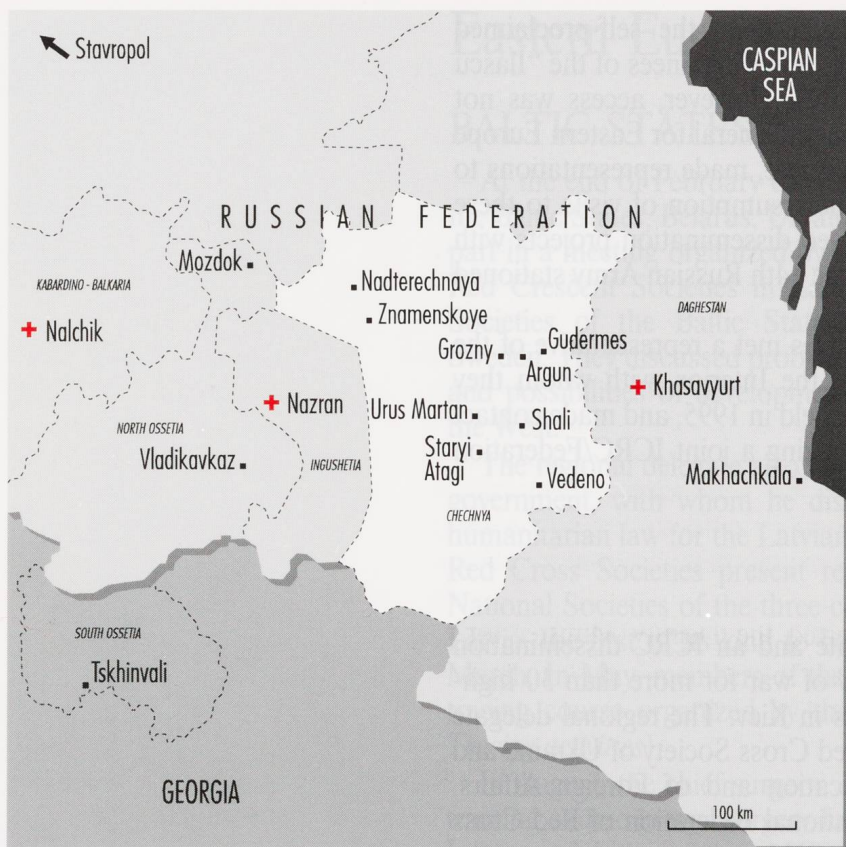 Stavropol
CASPIAN
SEA
RUSSIAN FEDERATION
Mozdok
KABARDINO - BALKARIA
Nadterechnaya
DAGHESTAN
Znamenskoye
Nalchik
Gudermes
Grozny
Argun
Khasavyurt
Nazran
Urus Martan
Shali
NORTH OSSETIA
Staryi
Atagi
Vladikavkaz
INGUSHETIA
Vedeno
Makhachkala
CHECHNYA
SOUTH OSSETIA
Tskhinvali
GEORGIA
100 km